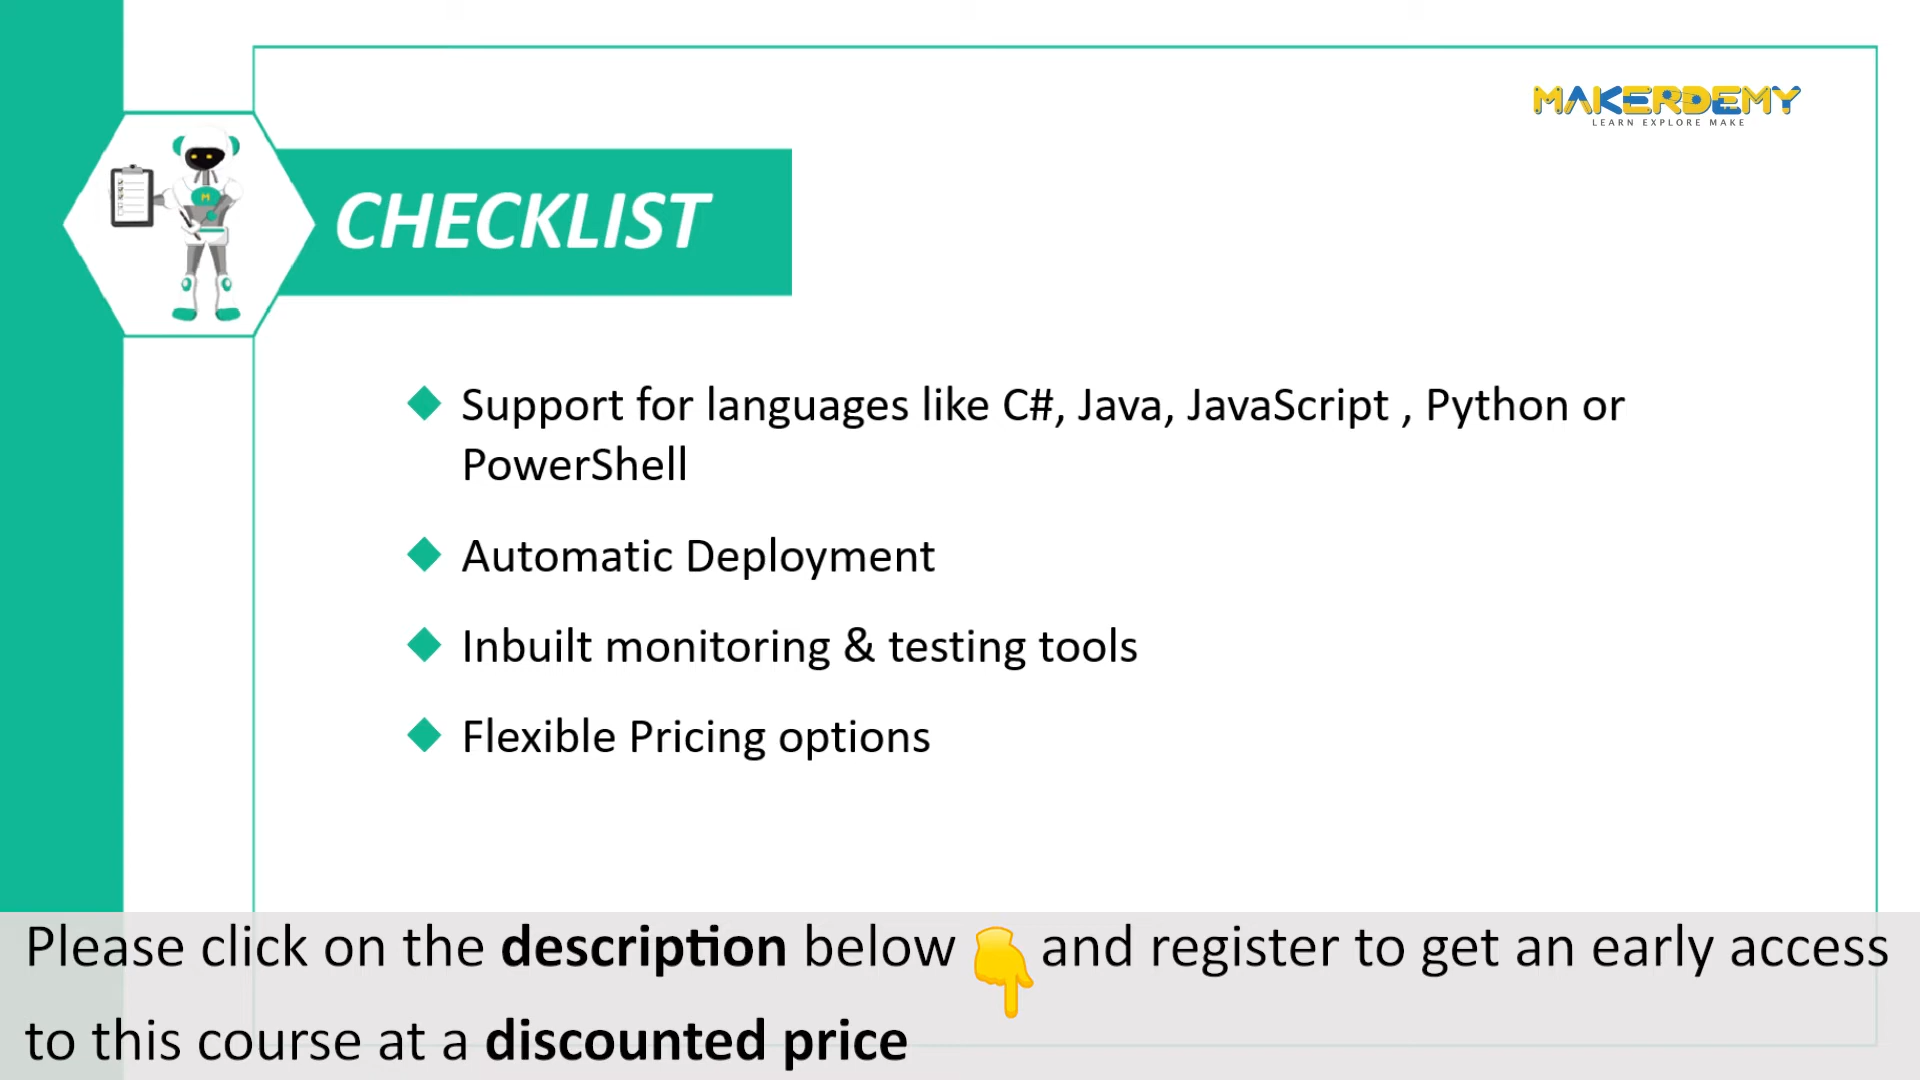 MAKERDEMY
LEARN EXPLORE MAKE
CHECKLIST
Support for languages like C#, Java, JavaScript , Python or
PowerShell
Automatic Deployment
Inbuilt monitoring & testing tools
Flexible Pricing options
Please click on the description below 👇 and register to get an early access
to this course at a discounted price